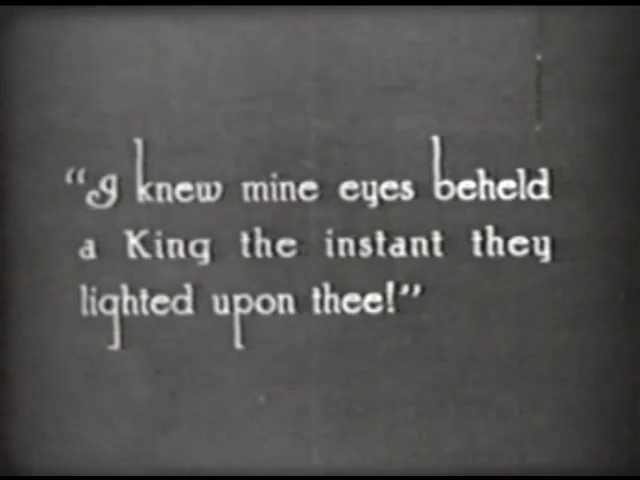 "I knew mine eyes beheld
a King the instant they
lighted upon thee!"